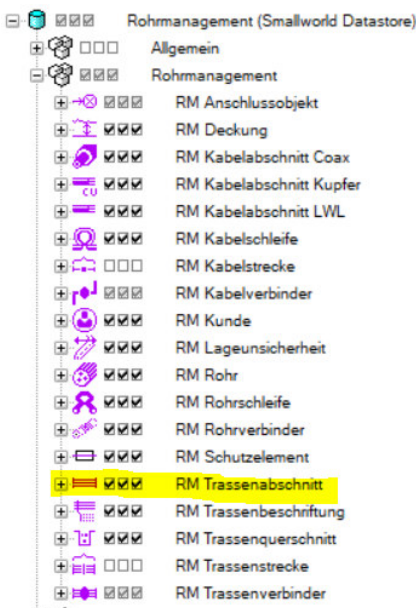 Rohrmanagement (Smallworld Datastore)
Allgemein
Rohrmanagement
RM Anschlussobjekt
RM Deckung
RM Kabelabschnitt Coax
CU RM Kabelabschnitt Kupfer
RM Kabelabschnitt LWL
RM Kabelschleife
RM Kabelstrecke
RM Kabelverbinder
RM Kunde
RM Lageunsicherheit
RM Rohr
RM Rohrschleife
RM Rohrverbinder
RM Schutzelement
RM Trassenabschnitt
RM Trassenbeschriftung
RM Trassenquerschnitt
RM Trassenstrecke
RM Trassenverbinder